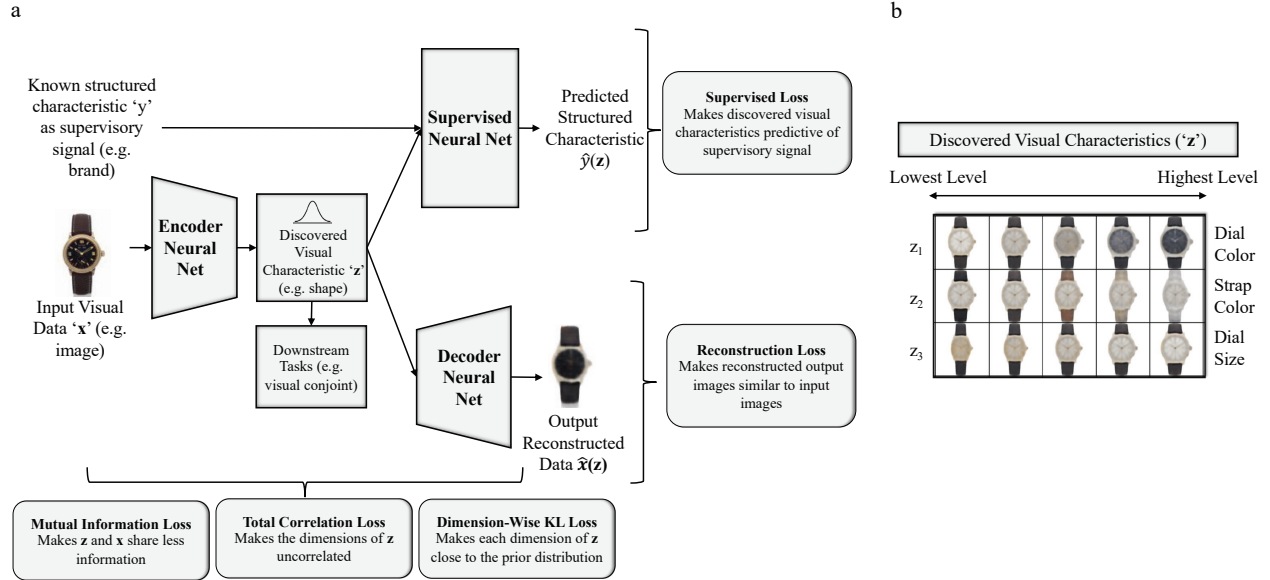 a
b
Known structured
characteristic ‘y’
as supervisory
signal (e.g.
brand)
Supervised
Neural Net
Predicted
Structured
Characteristic
ŷ(z)
Supervised Loss
Makes discovered visual
characteristics predictive of
supervisory signal
Input Visual
Data ‘x’ (e.g.
image)
Encoder
Neural
Net
Discovered
Visual
Characteristic ‘z’
(e.g. shape)
Downstream
Tasks (e.g.
visual conjoint)
Decoder
Neural
Net
Output
Reconstructed
Data x̂(z)
Reconstruction Loss
Makes reconstructed output
images similar to input
images
Mutual Information Loss
Makes z and x share less
information
Total Correlation Loss
Makes the dimensions of z
uncorrelated
Dimension-Wise KL Loss
Makes each dimension of z
close to the prior distribution
Discovered Visual Characteristics (‘z’)
Lowest Level
Highest Level
z₁
Dial
Color
z₂
Strap
Color
z₃
Dial
Size